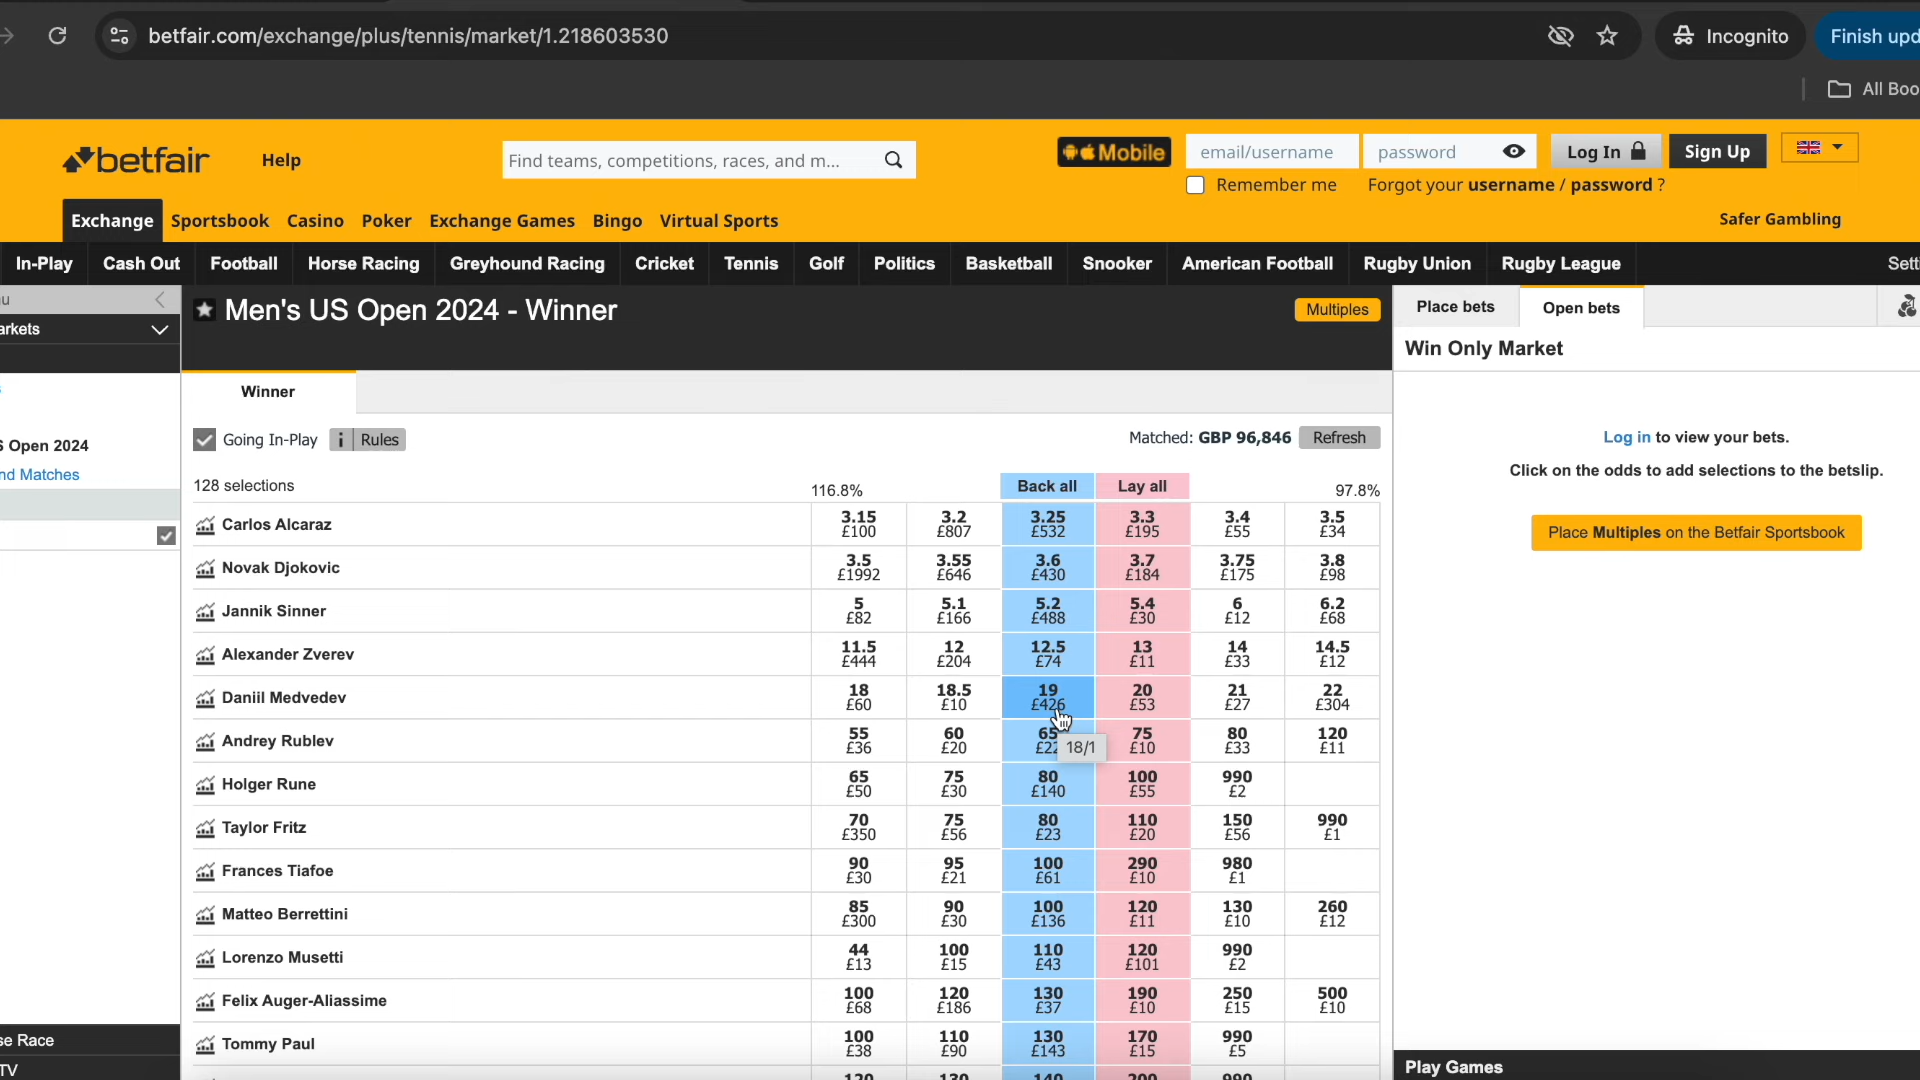 betfair.com/exchange/plus/tennis/market/1.218603530
Incognito
Finish upd
All Boo
betfair
Help
Find teams, competitions, races, and m...
Mobile
email/username
password
Log In
Sign Up
Remember me
Forgot your username / password ?
Exchange Sportsbook Casino Poker Exchange Games Bingo Virtual Sports
Safer Gambling
In-Play Cash Out Football Horse Racing Greyhound Racing Cricket Tennis Golf Politics Basketball Snooker American Football Rugby Union Rugby League Setti
u
arkets
S Open 2024
nd Matches
se Race
TV
Men's US Open 2024 - Winner
Multiples
Winner
Going In-Play
i Rules
Matched: GBP 96,846 Refresh
128 selections
116.8%
Back all
Lay all
97.8%
Carlos Alcaraz
3.15 3.2 3.25 3.3 3.4 3.5
£100 £807 £532 £195 £55 £34
Novak Djokovic
3.5 3.55 3.6 3.7 3.75 3.8
£1992 £646 £430 £184 £175 £98
Jannik Sinner
5 5.1 5.2 5.4 6 6.2
£82 £166 £488 £30 £12 £68
Alexander Zverev
11.5 12 12.5 13 14 14.5
£444 £204 £74 £11 £33 £12
Daniil Medvedev
18 18.5 19 20 21 22
£60 £10 £426 £53 £27 £304
Andrey Rublev
55 60 65 75 80 120
£36 £20 £22 £10 £33 £11
18/1
Holger Rune
65 75 80 100 990
£50 £30 £140 £55 £2
Taylor Fritz
70 75 80 110 150 990
£350 £56 £23 £20 £56 £1
Frances Tiafoe
90 95 100 290 980
£30 £21 £61 £10 £1
Matteo Berrettini
85 90 100 120 130 260
£300 £30 £136 £11 £10 £12
Lorenzo Musetti
44 100 110 120 990
£13 £15 £43 £101 £2
Felix Auger-Aliassime
100 120 130 190 250 500
£68 £186 £37 £10 £15 £10
Tommy Paul
100 110 130 170 990
£38 £90 £143 £15 £5
120 130 140 200 990
Place bets
Open bets
Win Only Market
Log in to view your bets.
Click on the odds to add selections to the betslip.
Place Multiples on the Betfair Sportsbook
Play Games